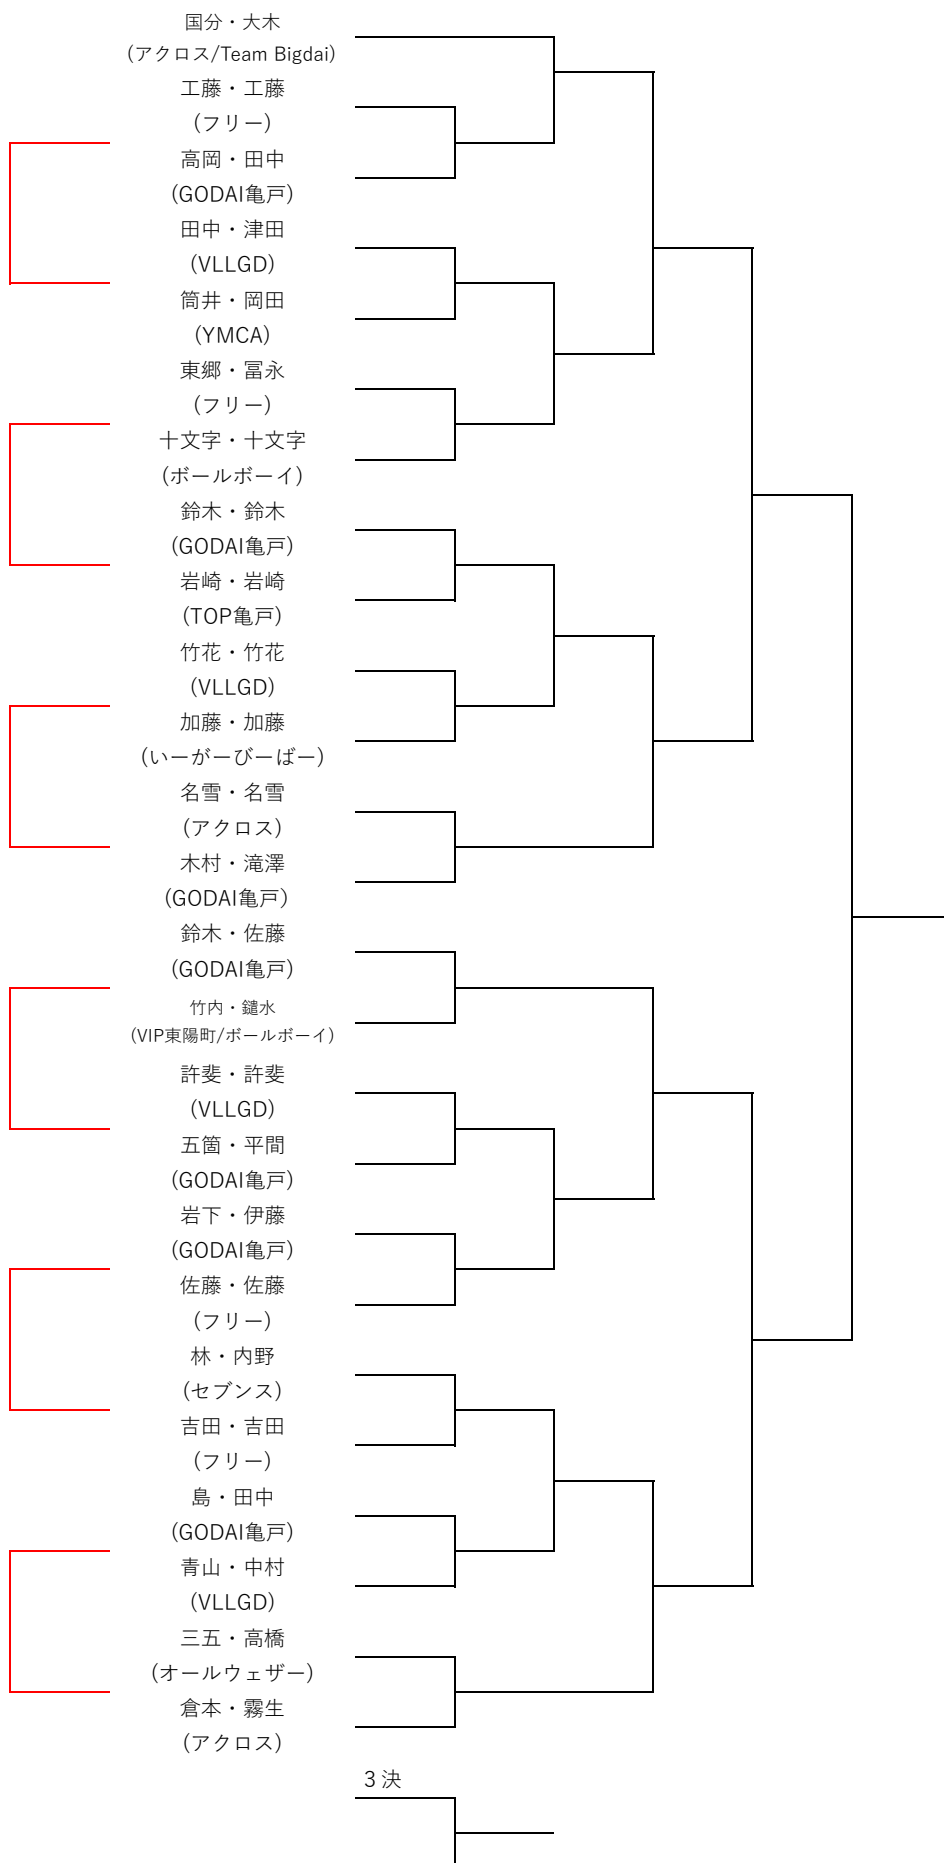 国分・大木
(アクロス/Team Bigdai)
工藤・工藤
(フリー)
高岡・田中
(GODAI亀戸)
田中・津田
(VLLGD)
筒井・岡田
(YMCA)
東郷・冨永
(フリー)
十文字・十文字
(ボールボーイ)
鈴木・鈴木
(GODAI亀戸)
岩崎・岩崎
(TOP亀戸)
竹花・竹花
(VLLGD)
加藤・加藤
(いーがーびーばー)
名雪・名雪
(アクロス)
木村・滝澤
(GODAI亀戸)
鈴木・佐藤
(GODAI亀戸)
竹内・鑓水
(VIP東陽町/ボールボーイ)
許斐・許斐
(VLLGD)
五箇・平間
(GODAI亀戸)
岩下・伊藤
(GODAI亀戸)
佐藤・佐藤
(フリー)
林・内野
(セブンス)
吉田・吉田
(フリー)
島・田中
(GODAI亀戸)
青山・中村
(VLLGD)
三五・高橋
(オールウェザー)
倉本・霧生
(アクロス)
3決